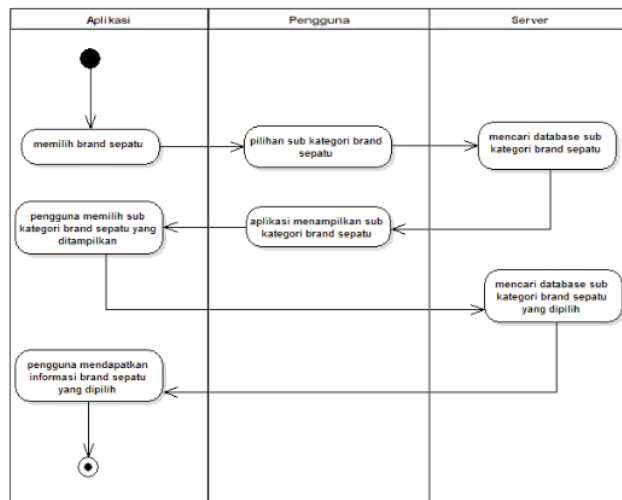 Aplikasi
Pengguna
Server
memilih brand sepatu
pilihan sub kategori brand
sepatu
mencari database sub
kategori brand sepatu
pengguna memilih sub
kategori brand sepatu yang
ditampilkan
aplikasi menampilkan sub
kategori brand sepatu
mencari database sub
kategori brand sepatu
yang dipilih
pengguna mendapatkan
informasi brand sepatu
yang dipilih